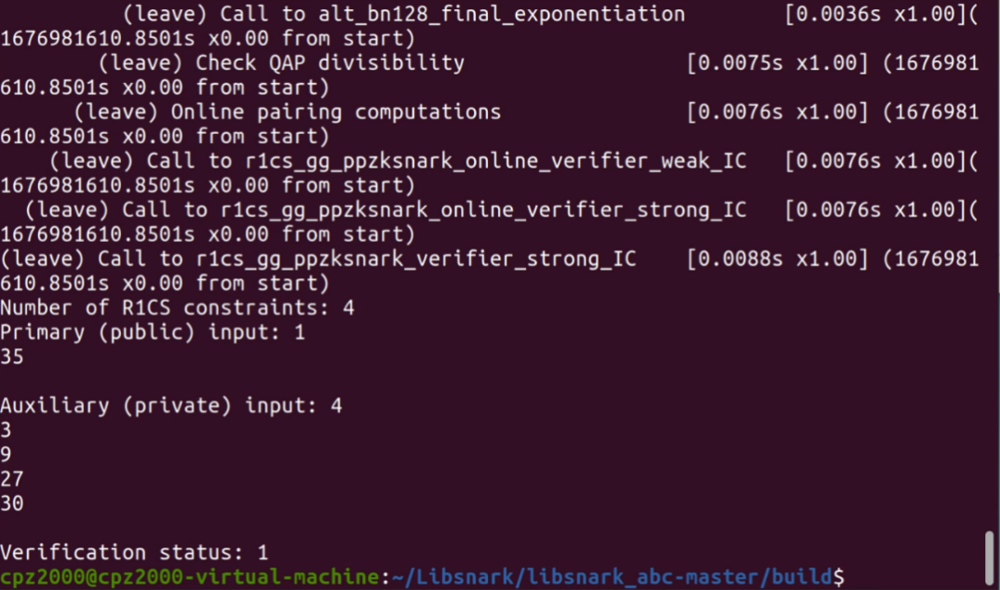 (leave) Call to alt_bn128_final_exponentiation [0.0036s x1.00](
1676981610.8501s x0.00 from start)
(leave) Check QAP divisibility [0.0075s x1.00] (1676981
610.8501s x0.00 from start)
(leave) Online pairing computations [0.0076s x1.00] (1676981
610.8501s x0.00 from start)
(leave) Call to r1cs_gg_ppzksnark_online_verifier_weak_IC [0.0076s x1.00](
1676981610.8501s x0.00 from start)
(leave) Call to r1cs_gg_ppzksnark_online_verifier_strong_IC [0.0076s x1.00](
1676981610.8501s x0.00 from start)
(leave) Call to r1cs_gg_ppzksnark_verifier_strong_IC [0.0088s x1.00] (1676981
610.8501s x0.00 from start)
Number of R1CS constraints: 4
Primary (public) input: 1
35
Auxiliary (private) input: 4
3
9
27
30
Verification status: 1
cpz2000@cpz2000-virtual-machine:~/Libsnark/libsnark_abc-master/build$